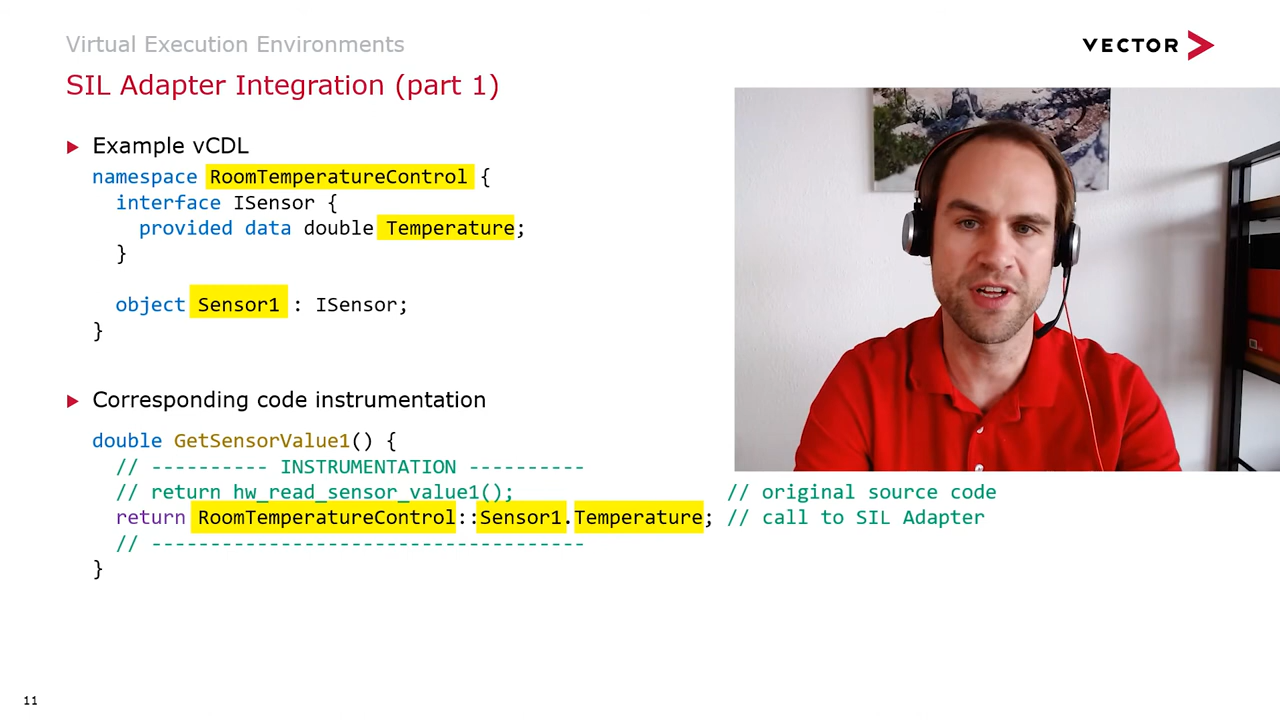 Virtual Execution Environments
VECTOR
SIL Adapter Integration (part 1)
Example vCDL
namespace RoomTemperatureControl {
interface ISensor {
provided data double Temperature;
}
object Sensor1 : ISensor;
}
Corresponding code instrumentation
double GetSensorValue1() {
// ---------- INSTRUMENTATION ----------
// return hw_read_sensor_value1(); // original source code
return RoomTemperatureControl::Sensor1.Temperature; // call to SIL Adapter
// -------------------------------------
}
11